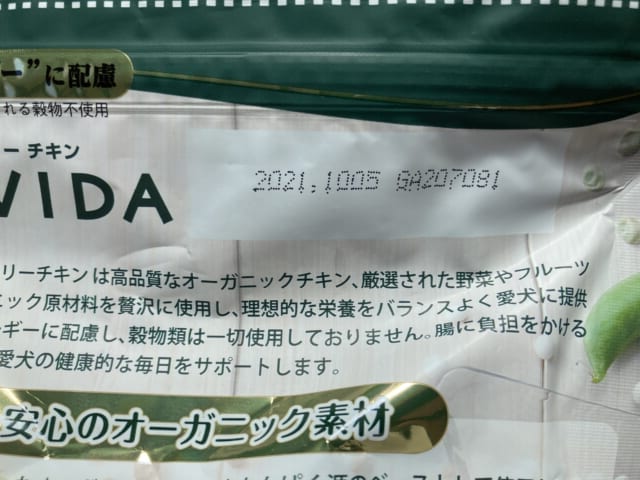 ー”に配慮
れる穀物不使用
ー チキン
VIDA
2021.1005 GA207081
リーチキンは高品質なオーガニックチキン、厳選された野菜やフルーツ
ニック原材料を贅沢に使用し、理想的な栄養をバランスよく愛犬に提供
ルギーに配慮し、穀物類は一切使用しておりません。腸に負担をかける
愛犬の健康的な毎日をサポートします。
安心のオーガニック素材